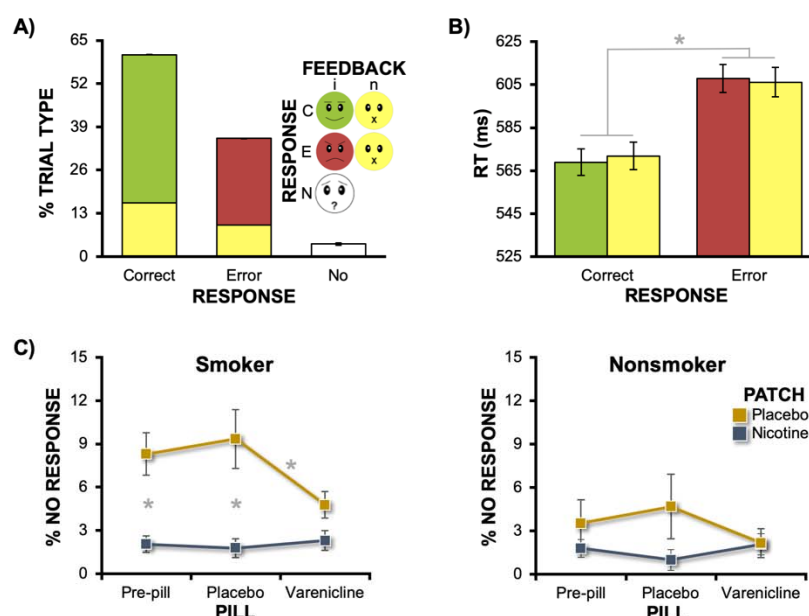 A)
65
52
39
26
13
0
% TRIAL TYPE
Correct Error No
RESPONSE
FEEDBACK
i n
RESPONSE
C
E
N
x
x
?
B)
625
605
585
565
545
525
RT (ms)
*
Correct Error
RESPONSE
C)
15
12
9
6
3
0
% NO RESPONSE
Smoker
*
* *
Pre-pill Placebo Varenicline
PILL
15
12
9
6
3
0
% NO RESPONSE
Nonsmoker
PATCH
Placebo
Nicotine
Pre-pill Placebo Varenicline
PILL